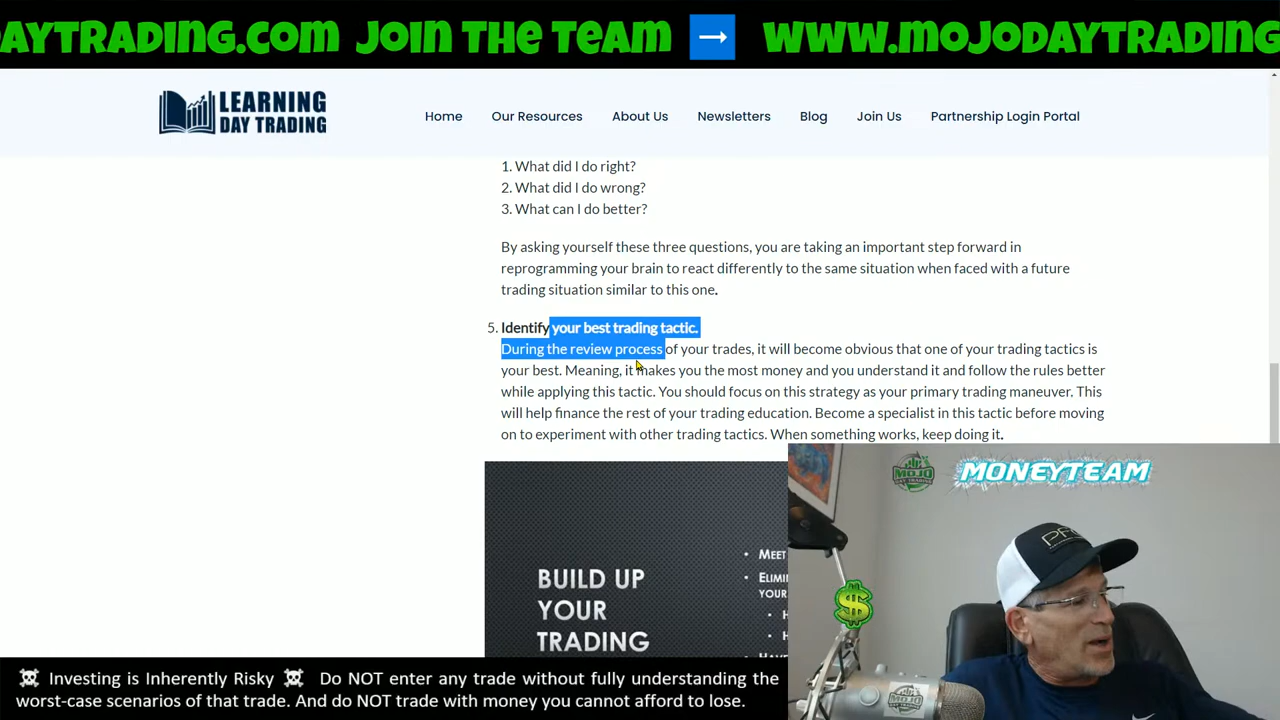 AYTRADING.COM JOIN THE TEAM → WWW.MOJODAYTRADING
LEARNING
DAY TRADING
Home Our Resources About Us Newsletters Blog Join Us Partnership Login Portal
1. What did I do right?
2. What did I do wrong?
3. What can I do better?
By asking yourself these three questions, you are taking an important step forward in
reprogramming your brain to react differently to the same situation when faced with a future
trading situation similar to this one.
5. Identify your best trading tactic.
During the review process of your trades, it will become obvious that one of your trading tactics is
your best. Meaning, it makes you the most money and you understand it and follow the rules better
while applying this tactic. You should focus on this strategy as your primary trading maneuver. This
will help finance the rest of your trading education. Become a specialist in this tactic before moving
on to experiment with other trading tactics. When something works, keep doing it.
MOJO
DAY TRADING
MONEYTEAM
• MEET
• ELIMI
YOUR
BUILD UP
YOUR
TRADING
$
MOJO
☠ Investing is Inherently Risky ☠ Do NOT enter any trade without fully understanding the
worst-case scenarios of that trade. And do NOT trade with money you cannot afford to lose.